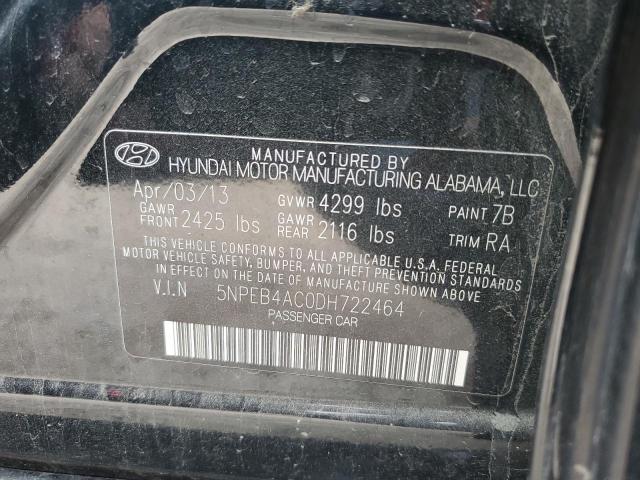 MANUFACTURED BY
HYUNDAI MOTOR MANUFACTURING ALABAMA, LLC
Apr/03/13 GVWR 4299 lbs PAINT 7B
GAWR FRONT 2425 lbs GAWR REAR 2116 lbs TRIM RA
THIS VEHICLE CONFORMS TO ALL APPLICABLE U.S.A. FEDERAL
MOTOR VEHICLE SAFETY, BUMPER, AND THEFT PREVENTION STANDARDS
IN EFFECT ON THE DATE OF MANUFACTURE SHOWN ABOVE.
V.I.N 5NPEB4AC0DH722464
PASSENGER CAR